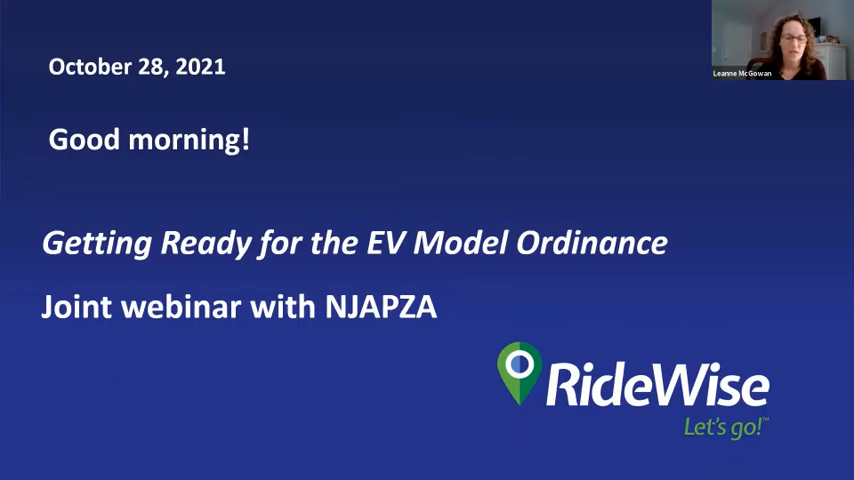 October 28, 2021
Leanne McGowan
Good morning!
Getting Ready for the EV Model Ordinance
Joint webinar with NJAPZA
RideWise
Let's go!™